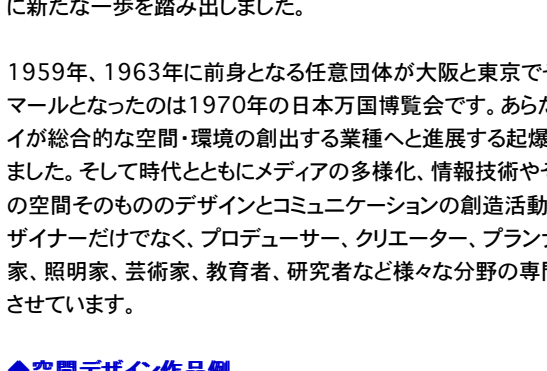 に新たな一歩を踏み出しました。
1959年、1963年に前身となる任意団体が大阪と東京で
マールとなったのは1970年の日本万国博覧会です。あらた
イが総合的な空間・環境の創出する業種へと進展する起爆
ました。そして時代とともにメディアの多様化、情報技術や
の空間そのもののデザインとコミュニケーションの創造活動
ザイナーだけでなく、プロデューサー、クリエーター、プラン
家、照明家、芸術家、教育者、研究者など様々な分野の専門
させています。
◆空間デザイン作品例